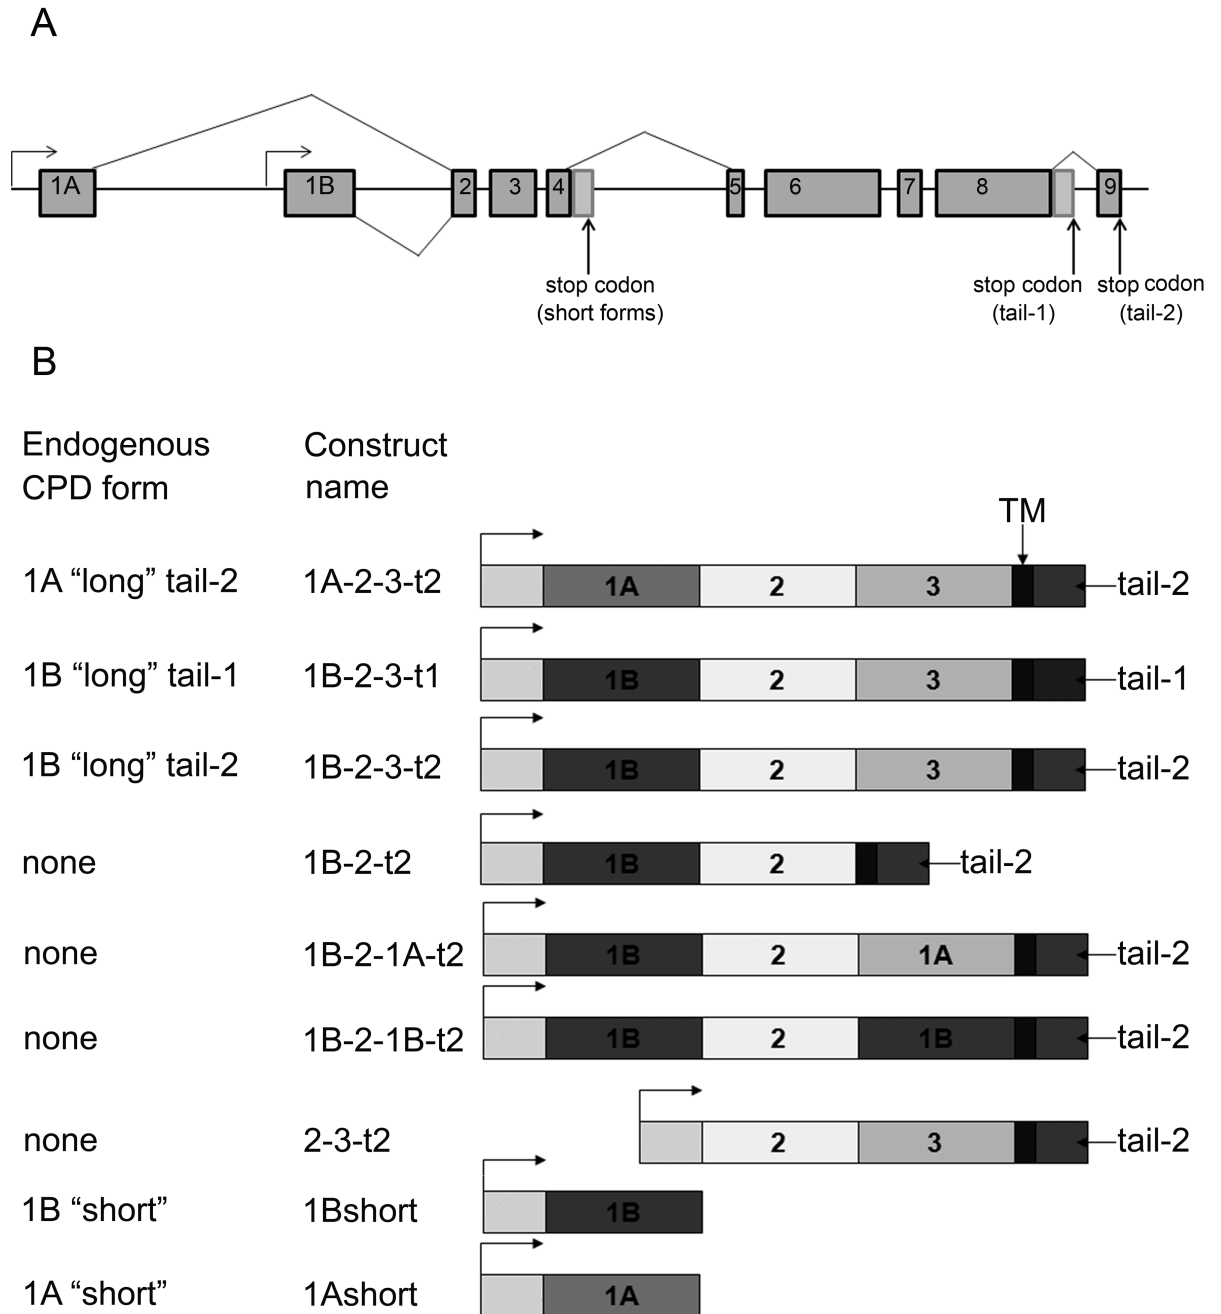 A
1A
1B
2
3
4
5
6
7
8
9
stop codon
(short forms)
stop codon
(tail-1)
stop codon
(tail-2)
B
Endogenous
CPD form
Construct
name
TM
1A “long” tail-2
1A-2-3-t2
1A
2
3
tail-2
1B “long” tail-1
1B-2-3-t1
1B
2
3
tail-1
1B “long” tail-2
1B-2-3-t2
1B
2
3
tail-2
none
1B-2-t2
1B
2
tail-2
none
1B-2-1A-t2
1B
2
1A
tail-2
none
1B-2-1B-t2
1B
2
1B
tail-2
none
2-3-t2
2
3
tail-2
1B “short”
1Bshort
1B
1A “short”
1Ashort
1A